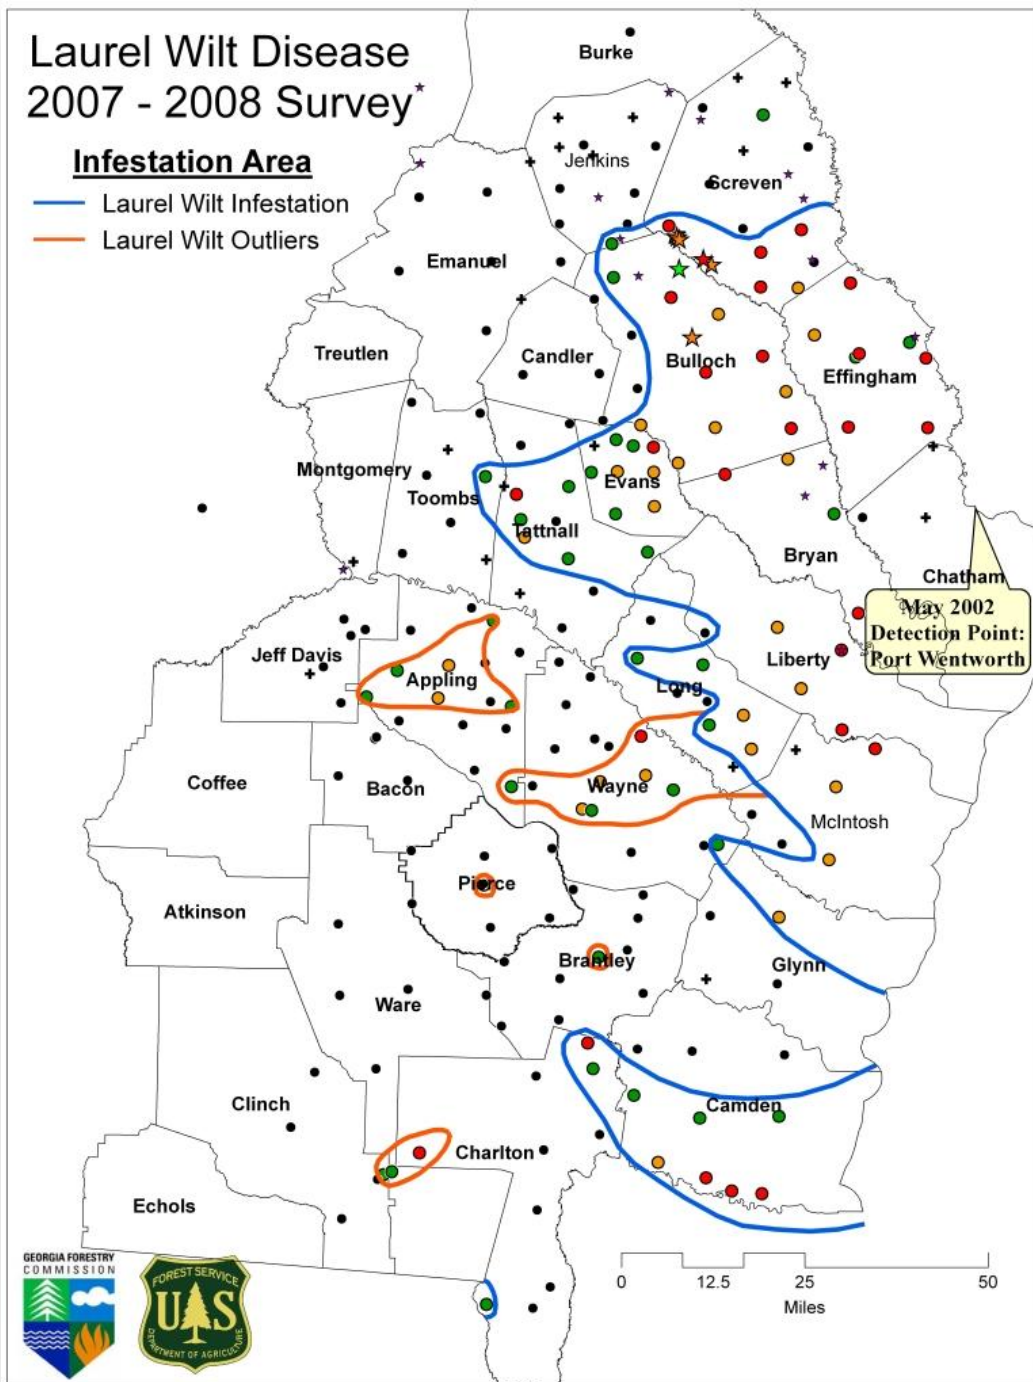 Laurel Wilt Disease
2007 - 2008 Survey
Infestation Area
Laurel Wilt Infestation
Laurel Wilt Outliers
Burke
Jenkins
Screven
Emanuel
Treutlen
Candler
Bulloch
Effingham
Montgomery
Toombs
Evans
Tattnall
Bryan
Chatham
May 2002
Detection Point:
Port Wentworth
Jeff Davis
Appling
Long
Liberty
Coffee
Bacon
Wayne
McIntosh
Pierce
Atkinson
Brantley
Glynn
Ware
Clinch
Camden
Charlton
Echols
GEORGIA FORESTRY
COMMISSION
FOREST SERVICE
UAS
DEPARTMENT OF AGRICULTURE
0 12.5 25 50
Miles